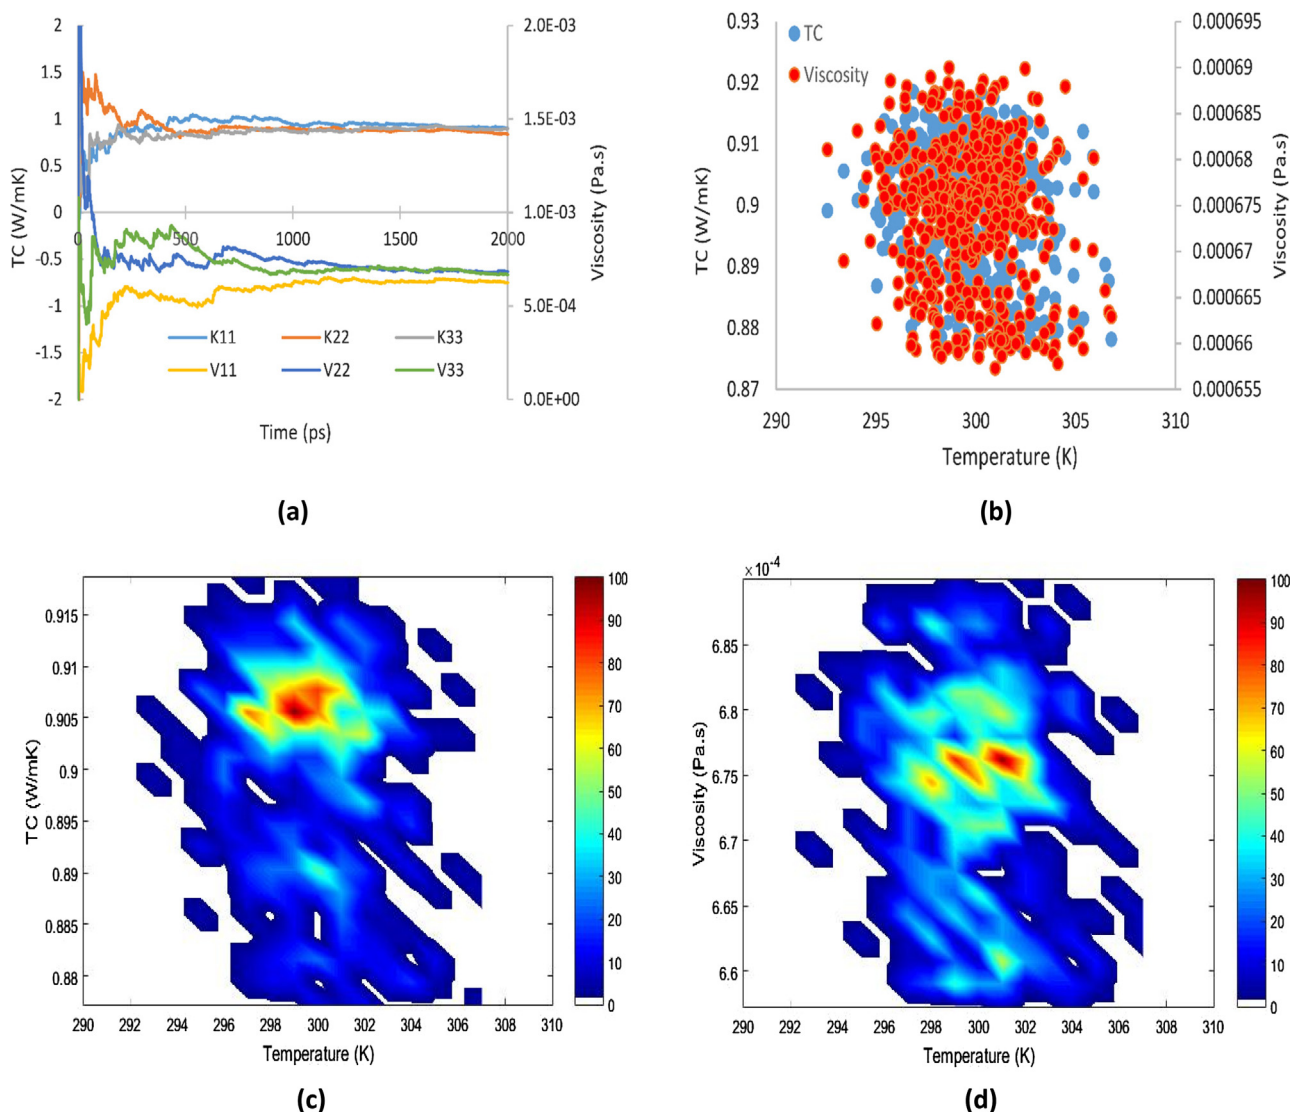 2
1.5
1
0.5
0
-0.5
-1
-1.5
-2
TC (W/mK)
0
500
1000
1500
2000
2.0E-03
1.5E-03
1.0E-03
5.0E-04
0.0E+00
Viscosity (Pa.s)
K11
K22
K33
V11
V22
V33
Time (ps)
(a)
0.93
0.92
0.91
0.9
0.89
0.88
0.87
TC (W/mK)
TC
Viscosity
0.000695
0.00069
0.000685
0.00068
0.000675
0.00067
0.000665
0.00066
0.000655
Viscosity (Pa.s)
290
295
300
305
310
Temperature (K)
(b)
0.915
0.91
0.905
0.9
0.895
0.89
0.885
0.88
TC (W/mK)
290 292 294 296 298 300 302 304 306 308 310
Temperature (K)
100
90
80
70
60
50
40
30
20
10
0
(c)
×10-4
6.85
6.8
6.75
6.7
6.65
6.6
Viscosity (Pa.s)
290 292 294 296 298 300 302 304 306 308 310
Temperature (K)
100
90
80
70
60
50
40
30
20
10
0
(d)